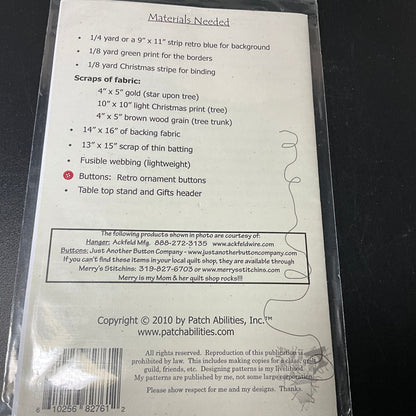 Materials Needed
• 1/4 yard or a 9" x 11" strip retro blue for background
• 1/8 yard green print for the borders
• 1/8 yard Christmas stripe for binding
Scraps of fabric:
4" x 5" gold (star upon tree)
10" x 10" light Christmas print (tree)
4" x 5" brown wood grain (tree trunk)
• 14" x 16" of backing fabric
• 13" x 15" scrap of thin batting
• Fusible webbing (lightweight)
Buttons: Retro ornament buttons
• Table top stand and Gifts header
The following products shown in photo are courtesy of:
Hanger: Ackfeld Mfg. 888-272-3135 www.ackfeldwire.com
Buttons: Just Another Button Company - www.justanotherbuttoncompany.com
If you can't find these items in your local quilt shop, they are available through
Merry's Stitchins: 319-827-6703 or www.merrysstitchins.com
Merry is my Mom & her quilt shop rocks!!!
Copyright © 2010 by Patch Abilities, Inc.™
www.patchabilities.com
All rights reserved. Reproduction of this publication is
prohibited by law. This includes making copies for a class, quilt
guild, friends, etc. Designing patterns is my livelihood.
My patterns are published by me, not some large corporation.
Please show respect for me and my designs. Thanks.
6 10256 82761 2